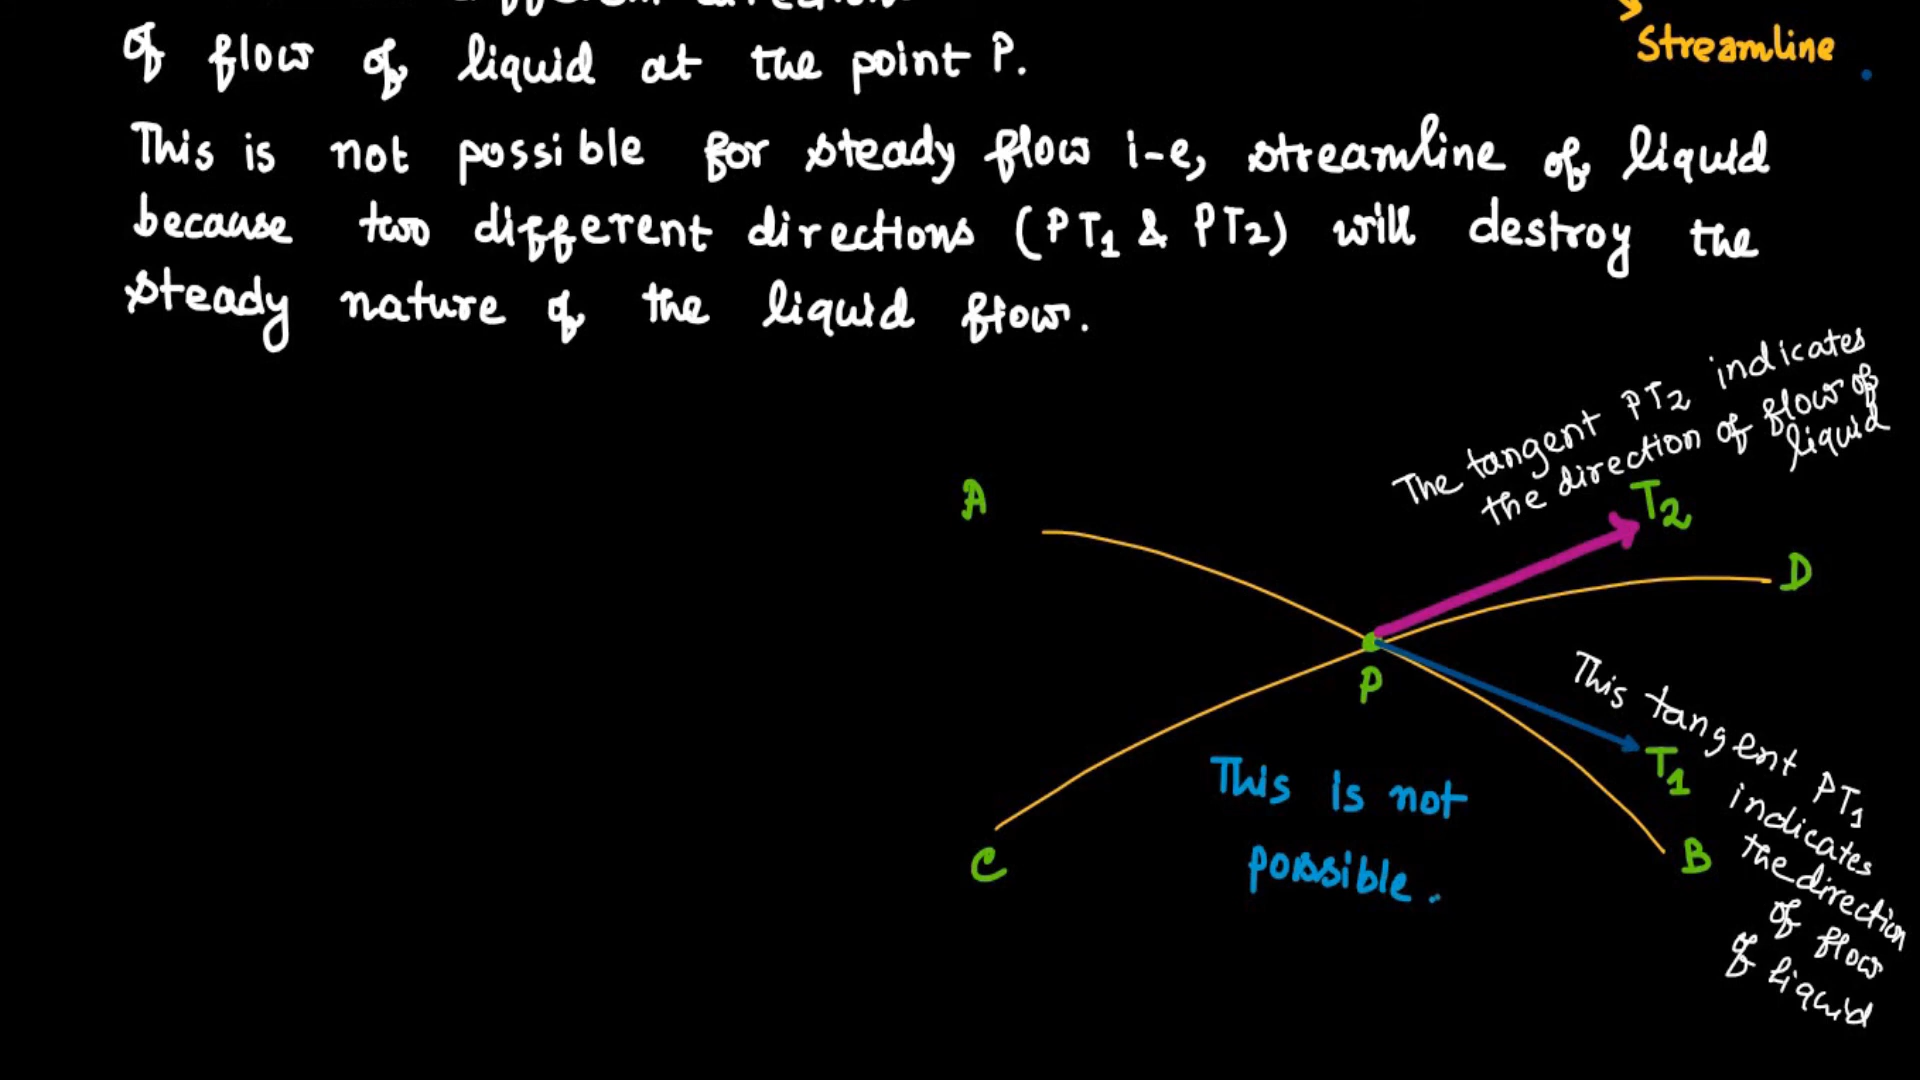 of flow of liquid at the point P.
Streamline
This is not possible for steady flow i-e, streamline of liquid
because two different directions (PT1 & PT2) will destroy the
steady nature of the liquid flow.
The tangent PT2 indicates
the direction of flow of
liquid
A
T2
D
P
This tangent PT1
indicates
the direction
of flow
of liquid
T1
This is not
possible.
C
B